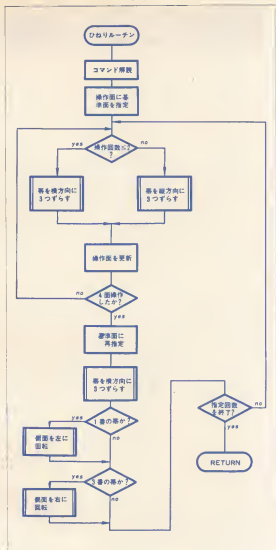 ひねりルーチン
コマンド解読
操作面に基
準面を指定
操作回数≤2
?
yes
no
帯を横方向に
3つずらす
帯を縦方向に
3つずらす
操作面を更新
4面操作
したか?
no
yes
基準面に
再指定
帯を横方向に
3つずらす
1番の帯か?
yes
no
側面を左に
回転
3番の帯か?
yes
no
側面を右に
回転
指定回数
を終了?
no
yes
RETURN